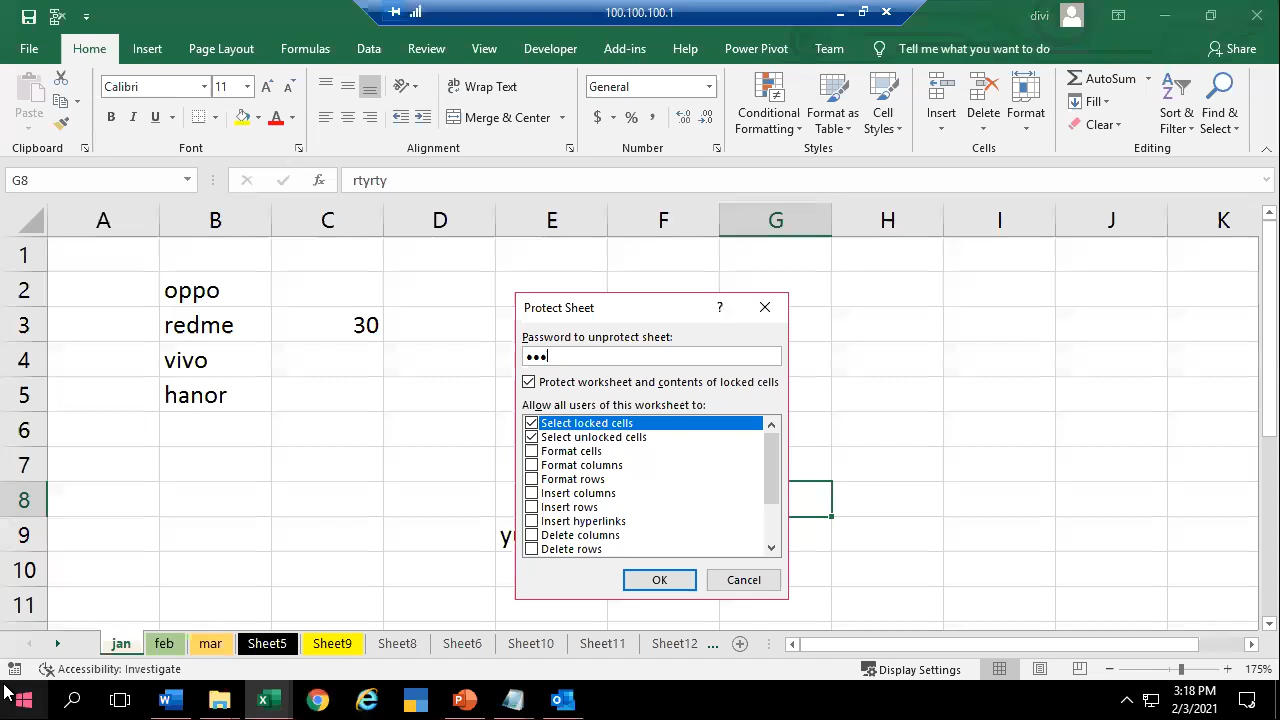 100.100.100.1
divi
File Home Insert Page Layout Formulas Data Review View Developer Add-ins Help Power Pivot Team Tell me what you want to do Share
Paste
Calibri 11
B I U
Wrap Text
Merge & Center
General
$ % ,
Conditional Formatting
Format as Table
Cell Styles
Insert Delete Format
AutoSum
Fill
Clear
Sort & Filter
Find & Select
Clipboard Font Alignment Number Styles Cells Editing
G8 fx rtyrty
A B C D E F G H I J K
1
2 oppo
3 redme 30
4 vivo
5 hanor
6
7
8
9
10
11
Protect Sheet ?
Password to unprotect sheet:
•••
Protect worksheet and contents of locked cells
Allow all users of this worksheet to:
Select locked cells
Select unlocked cells
Format cells
Format columns
Format rows
Insert columns
Insert rows
Insert hyperlinks
Delete columns
Delete rows
OK Cancel
jan feb mar Sheet5 Sheet9 Sheet8 Sheet6 Sheet10 Sheet11 Sheet12 ...
Accessibility: Investigate Display Settings 175%
3:18 PM
2/3/2021